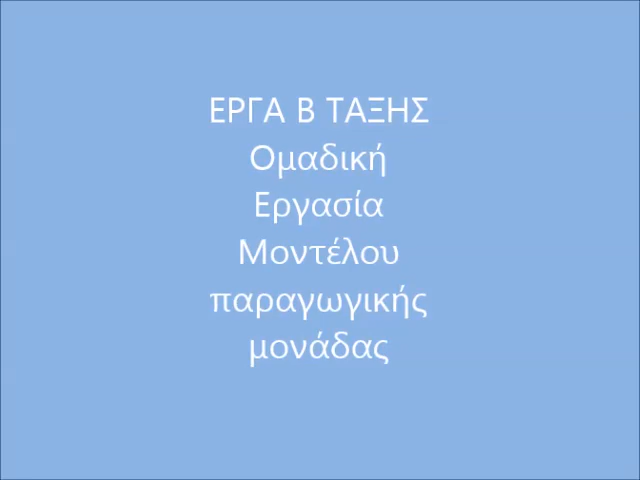 ΕΡΓΑ Β ΤΑΞΗΣ
Ομαδική
Εργασία
Μοντέλου
παραγωγικής
μονάδας